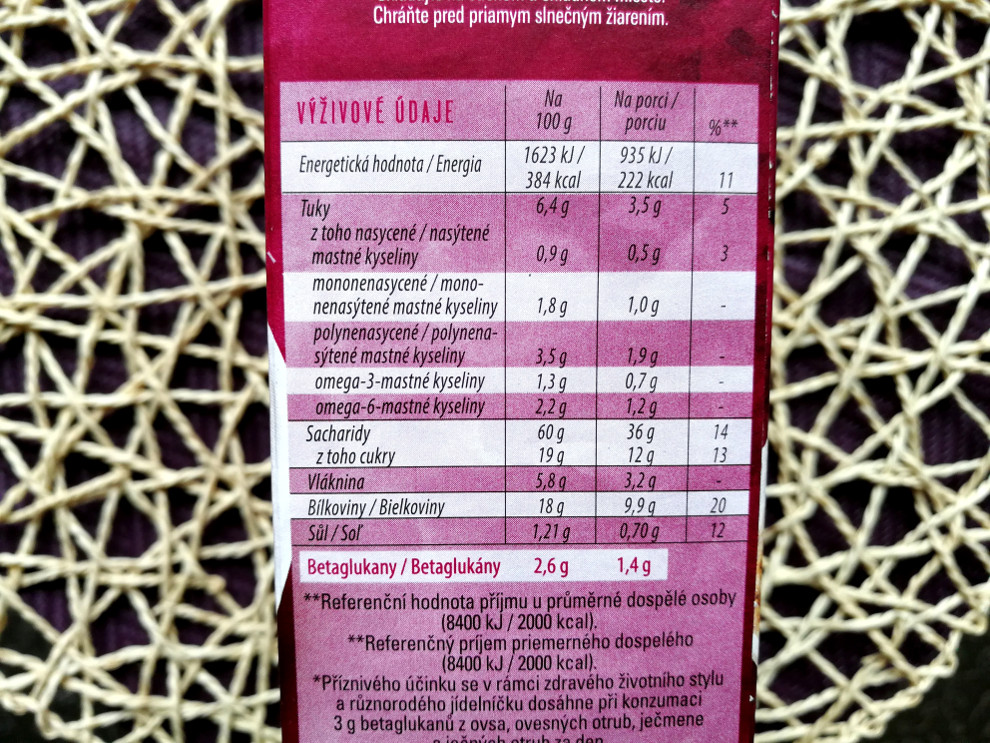 Chráňte pred priamym slnečným žiarením.
VÝŽIVOVÉ ÚDAJE Na 100 g Na porci / porciu %**
Energetická hodnota / Energia 1623 kJ / 384 kcal 935 kJ / 222 kcal 11
Tuky 6,4 g 3,5 g 5
z toho nasycené / nasýtené
mastné kyseliny 0,9 g 0,5 g 3
mononenasycené / mono-
nenasýtené mastné kyseliny 1,8 g 1,0 g -
polynenasycené / polynena-
sýtené mastné kyseliny 3,5 g 1,9 g -
omega-3-mastné kyseliny 1,3 g 0,7 g -
omega-6-mastné kyseliny 2,2 g 1,2 g -
Sacharidy 60 g 36 g 14
z toho cukry 19 g 12 g 13
Vláknina 5,8 g 3,2 g -
Bílkoviny / Bielkoviny 18 g 9,9 g 20
Sůl / Soľ 1,21 g 0,70 g 12
Betaglukany / Betaglukány 2,6 g 1,4 g
**Referenční hodnota příjmu u průměrné dospělé osoby
(8400 kJ / 2000 kcal).
**Referenčný príjem priemerného dospelého
(8400 kJ / 2000 kcal).
*Příznivého účinku se v rámci zdravého životního stylu
a různorodého jídelníčku dosáhne při konzumaci
3 g betaglukanů z ovsa, ovesných otrub, ječmene